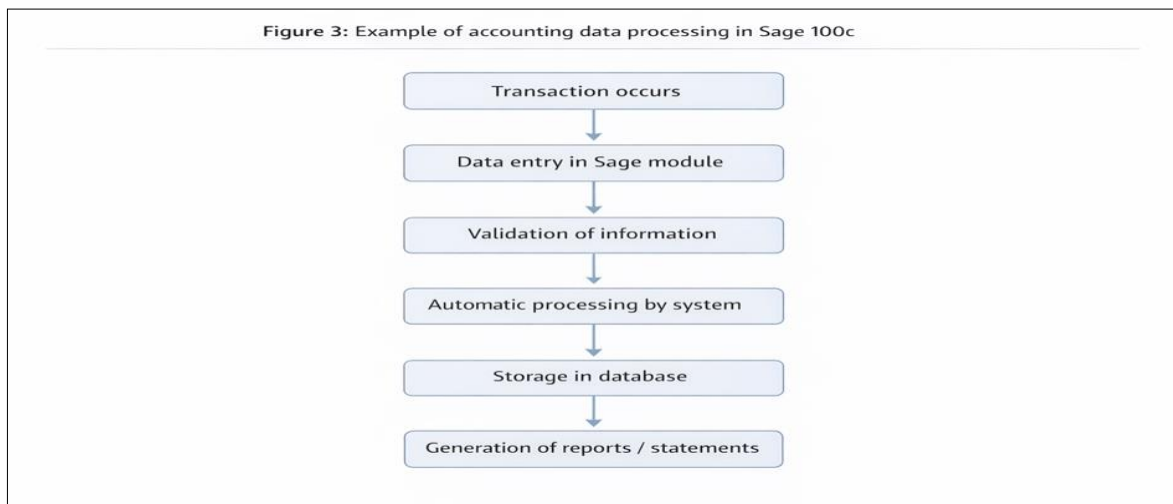 Figure 3: Example of accounting data processing in Sage 100c
Transaction occurs
Data entry in Sage module
Validation of information
Automatic processing by system
Storage in database
Generation of reports / statements